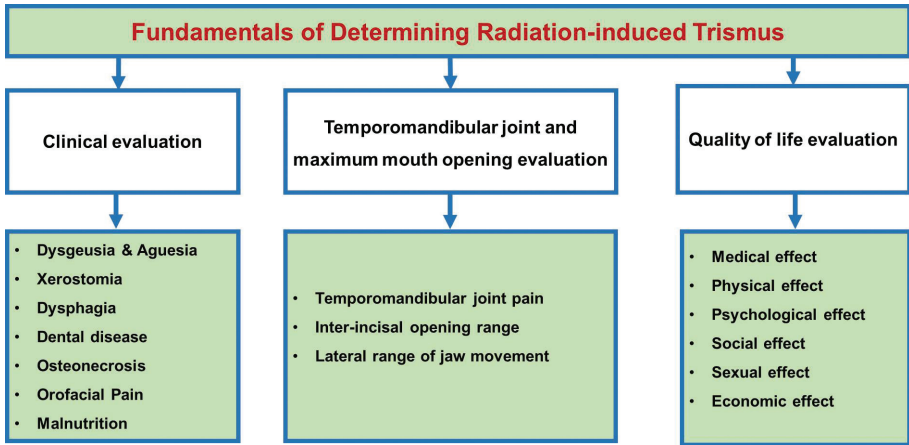 Fundamentals of Determining Radiation-induced Trismus
Clinical evaluation
Temporomandibular joint and
maximum mouth opening evaluation
Quality of life evaluation
• Dysgeusia & Aguesia
• Xerostomia
• Dysphagia
• Dental disease
• Osteonecrosis
• Orofacial Pain
• Malnutrition
• Temporomandibular joint pain
• Inter-incisal opening range
• Lateral range of jaw movement
• Medical effect
• Physical effect
• Psychological effect
• Social effect
• Sexual effect
• Economic effect